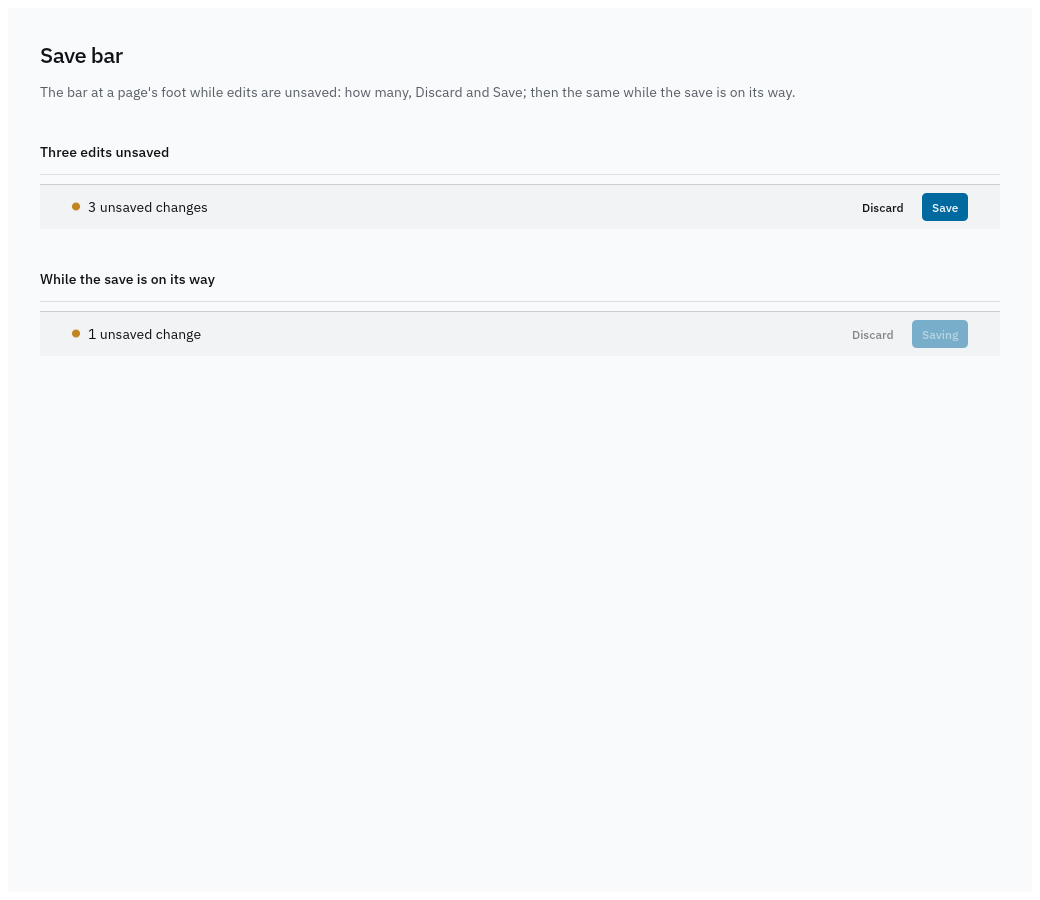 Save bar
The bar at a page's foot while edits are unsaved: how many, Discard and Save; then the same while the save is on its way.
Three edits unsaved
3 unsaved changes
Discard
Save
While the save is on its way
1 unsaved change
Discard
Saving